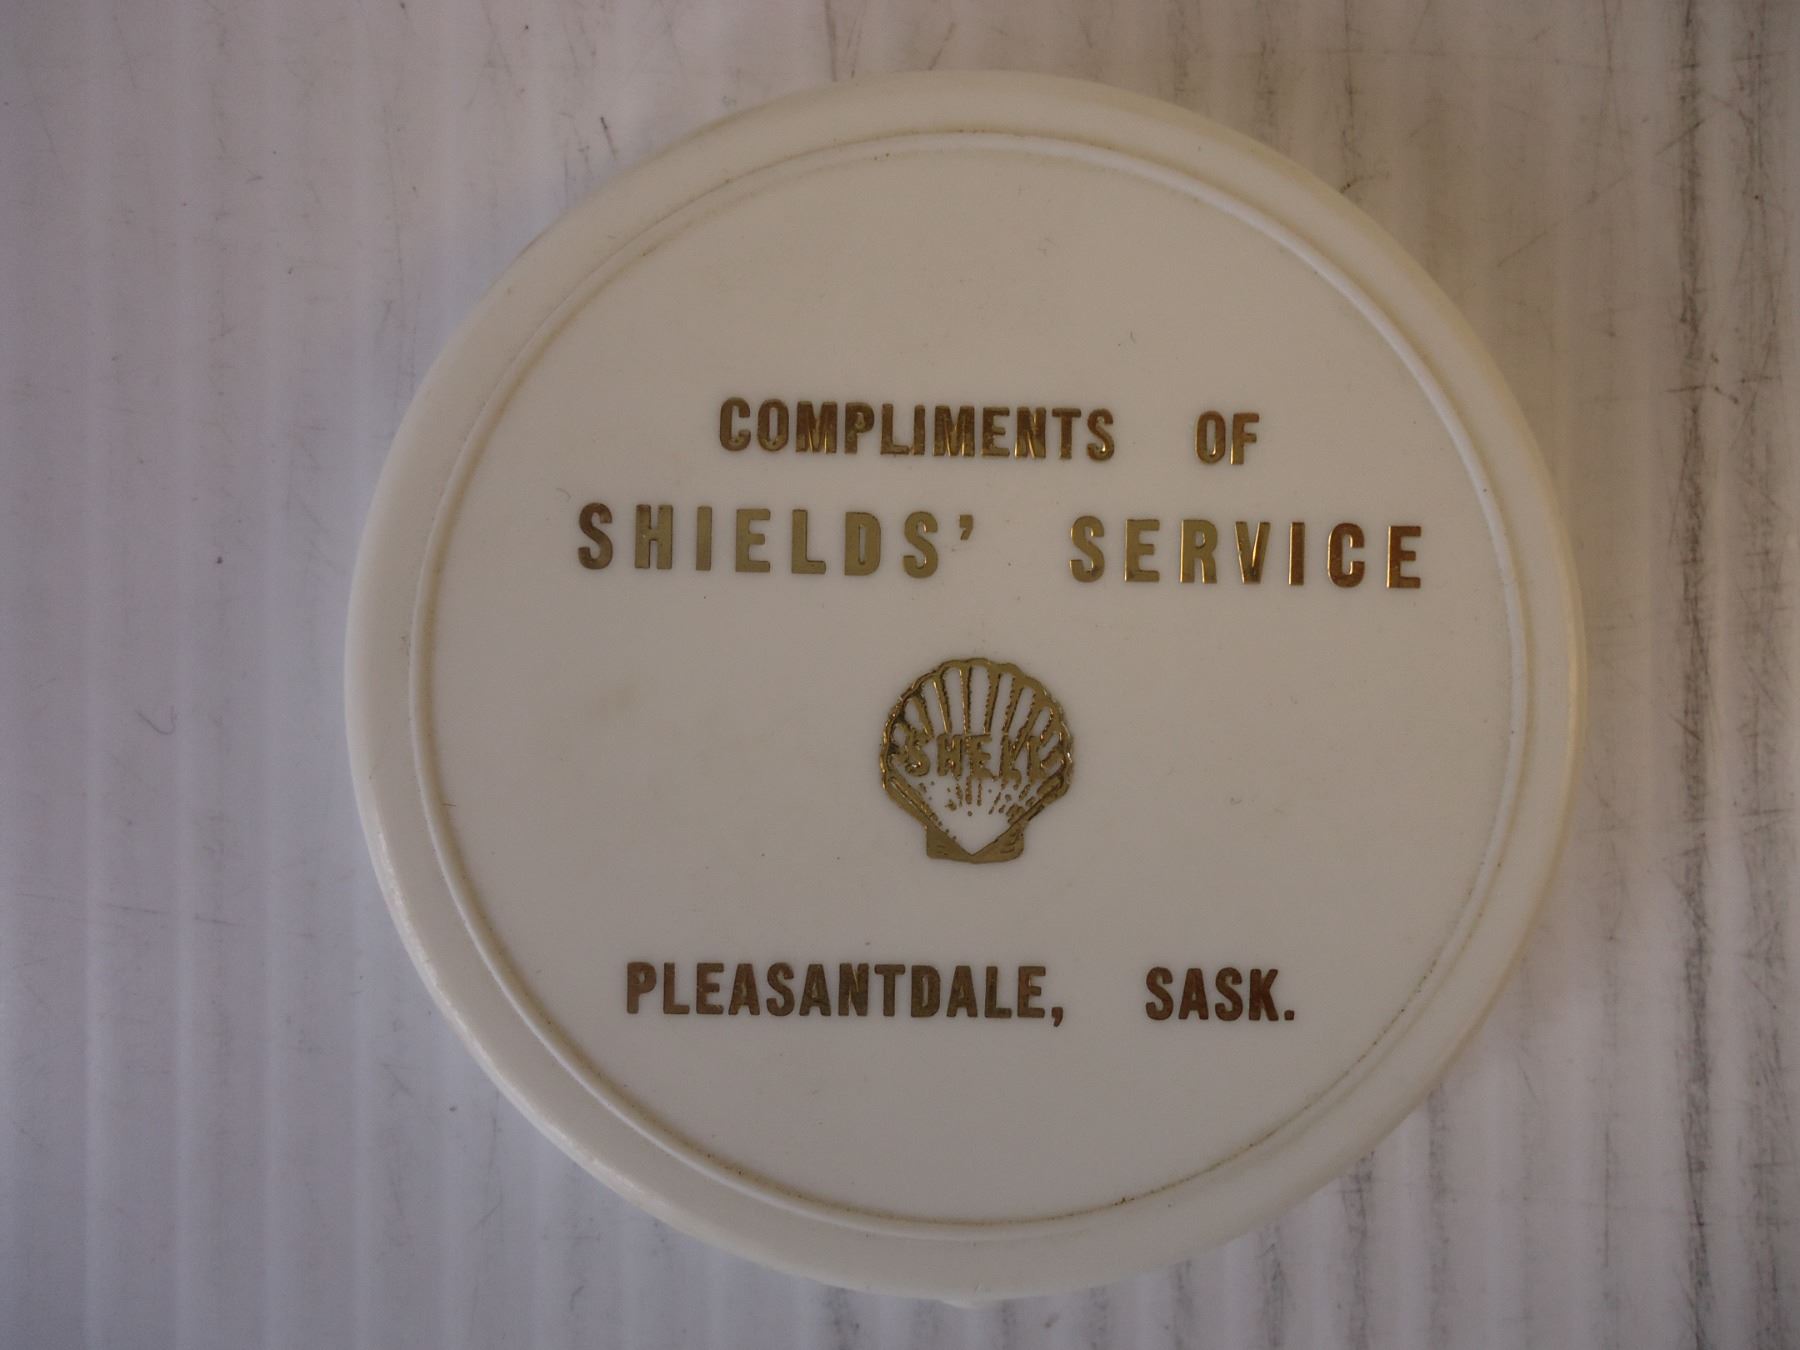 COMPLIMENTS OF
SHIELDS' SERVICE
SHELL
PLEASANTDALE, SASK.